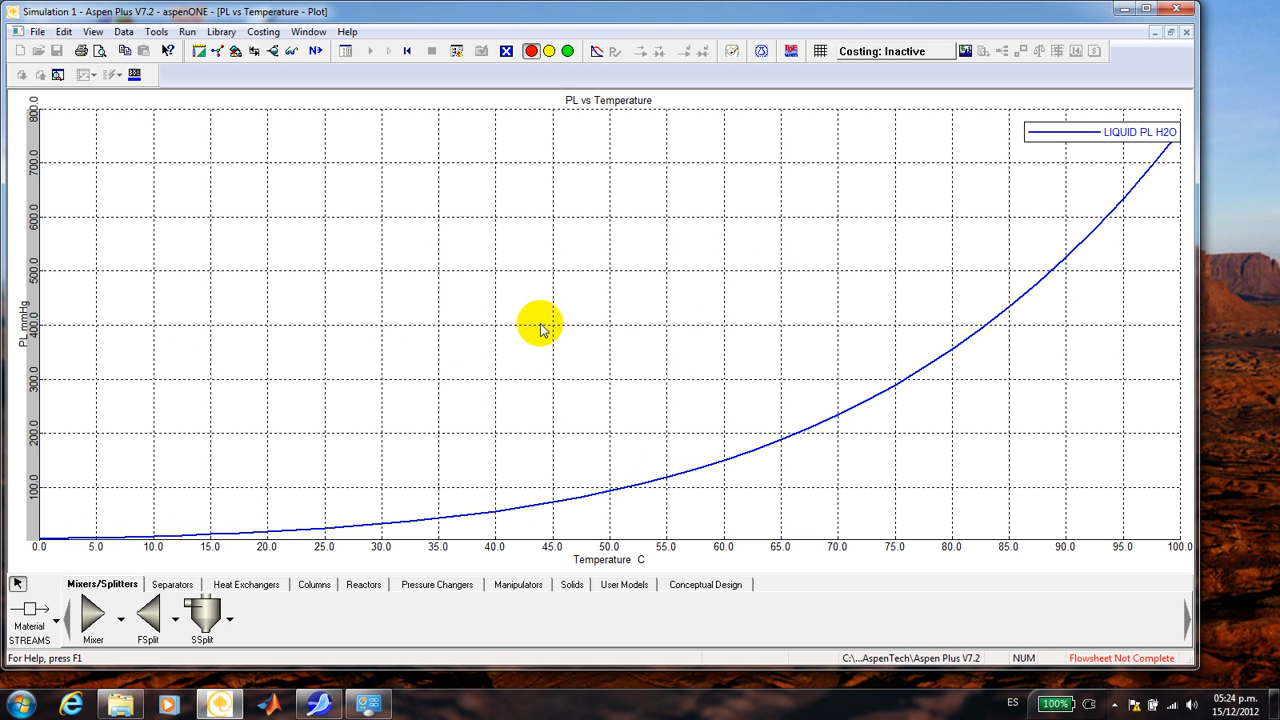 Simulation 1 - Aspen Plus V7.2 - aspenONE - [PL vs Temperature - Plot]
File Edit View Data Tools Run Library Costing Window Help
N>
Costing: Inactive
PL vs Temperature
LIQUID PL H2O
800.0
700.0
600.0
500.0
400.0
300.0
200.0
100.0
PL mmHg
0.0 5.0 10.0 15.0 20.0 25.0 30.0 35.0 40.0 45.0 50.0 55.0 60.0 65.0 70.0 75.0 80.0 85.0 90.0 95.0 100.0
Temperature C
Mixers/Splitters Separators Heat Exchangers Columns Reactors Pressure Changers Manipulators Solids User Models Conceptual Design
Material
STREAMS
Mixer FSplit SSplit
For Help, press F1
C:\...AspenTech\Aspen Plus V7.2 NUM Flowsheet Not Complete
ES 100% 05:24 p.m.
15/12/2012